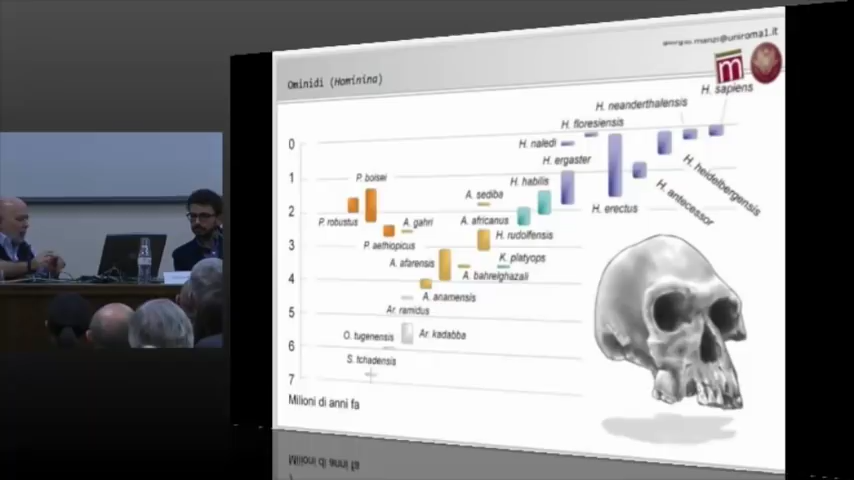 giorgio.manzi@uniroma1.it
Ominidi (Hominina)
m
H. sapiens
H. neanderthalensis
H. floresiensis
H. naledi
H. ergaster
H. heidelbergensis
H. antecessor
H. erectus
H. habilis
H. rudolfensis
P. boisei
P. robustus
P. aethiopicus
A. sediba
A. africanus
A. gahri
K. platyops
A. afarensis
A. bahrelghazali
A. anamensis
Ar. ramidus
Ar. kadabba
O. tugenensis
S. tchadensis
0
1
2
3
4
5
6
7
Milioni di anni fa